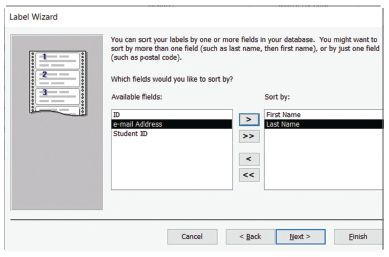 Label Wizard
You can sort your labels by one or more fields in your database. You might want to
sort by more than one field (such as last name, then first name), or by just one field
(such as postal code).
Which fields would you like to sort by?
Available fields:
Sort by:
ID
e-mail Address
Student ID
>
>>
<
<<
First Name
Last Name
1
2
3
Cancel
< Back
Next >
Finish